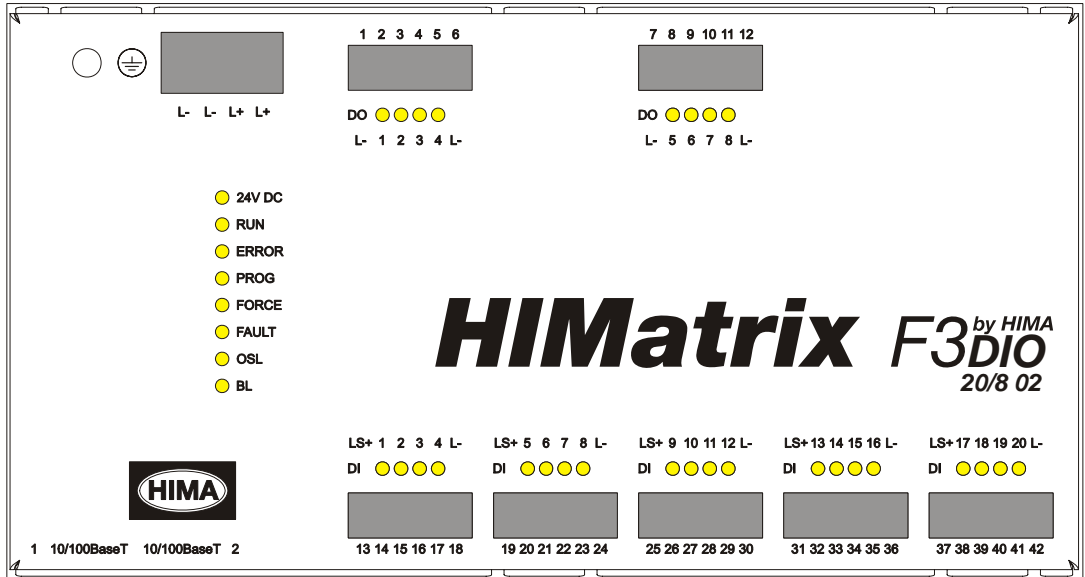 1 2 3 4 5 6
7 8 9 10 11 12
L- L- L+ L+
DO
DO
L- 1 2 3 4 L-
L- 5 6 7 8 L-
24V DC
RUN
ERROR
PROG
FORCE
FAULT
OSL
BL
HIMatrix F3 by HIMA
DIO
20/8 02
LS+ 1 2 3 4 L-
LS+ 5 6 7 8 L-
LS+ 9 10 11 12 L-
LS+ 13 14 15 16 L-
LS+ 17 18 19 20 L-
DI
DI
DI
DI
DI
HIMA
1 10/100BaseT 10/100BaseT 2
13 14 15 16 17 18
19 20 21 22 23 24
25 26 27 28 29 30
31 32 33 34 35 36
37 38 39 40 41 42